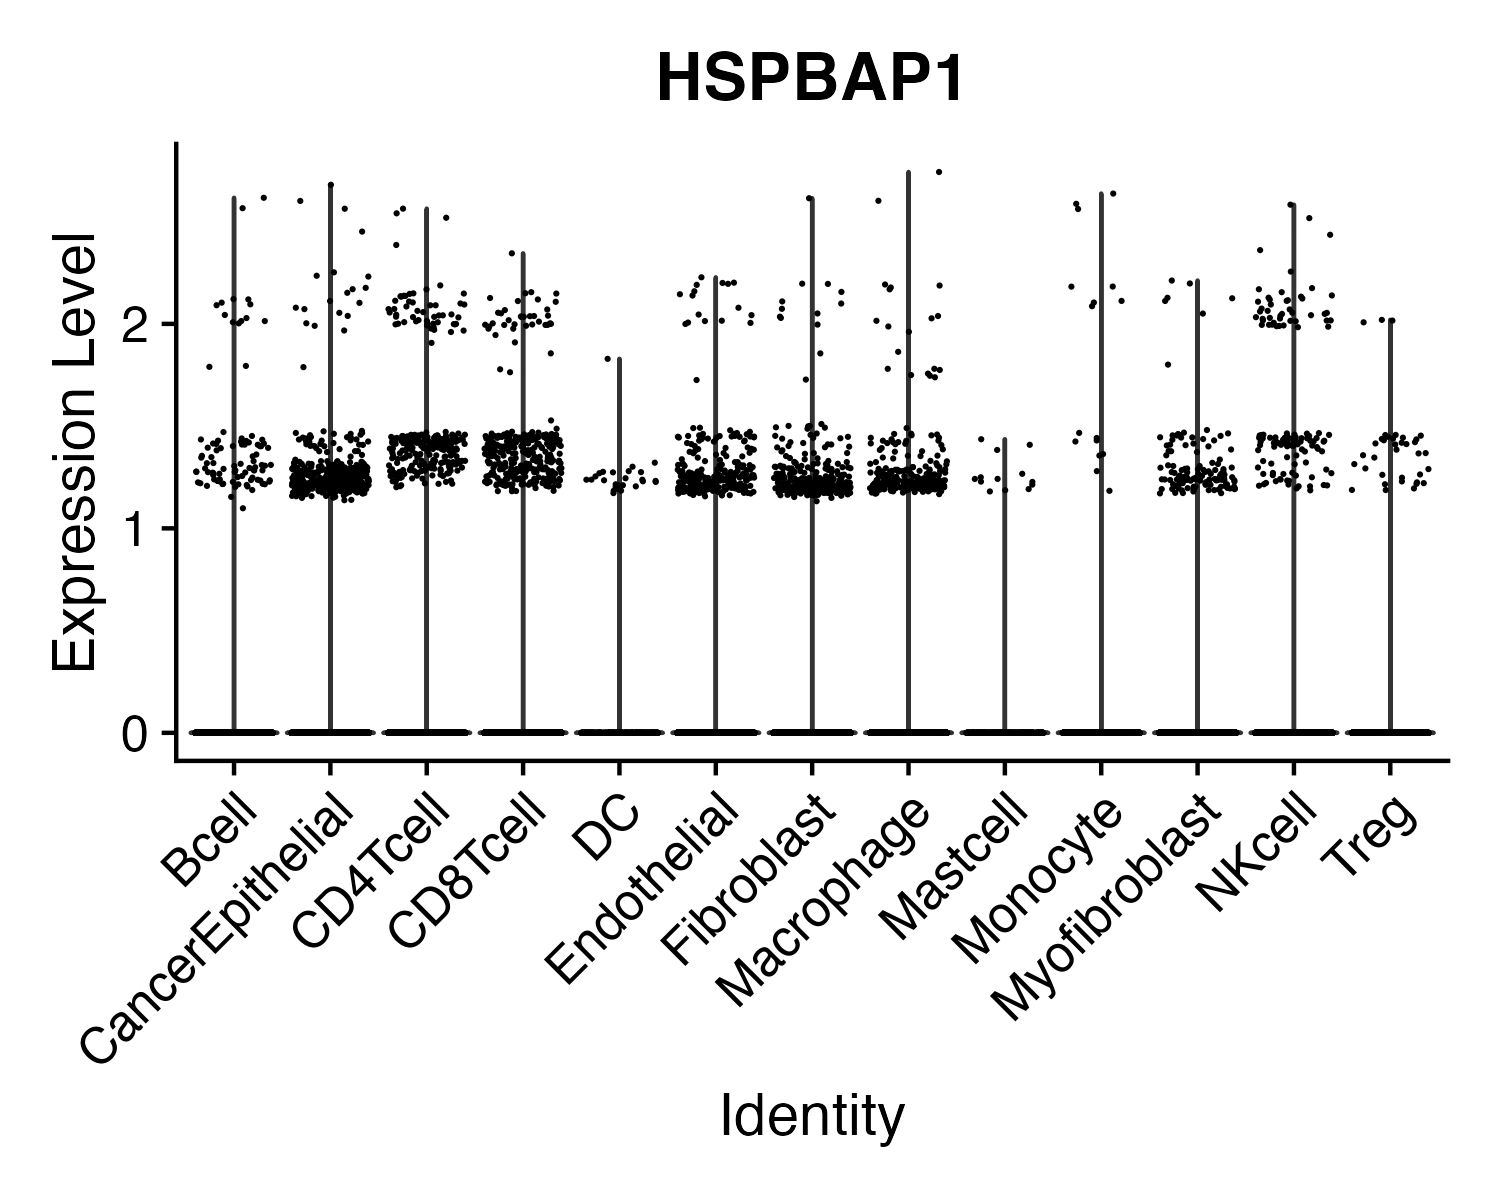 HSPBAP1
Expression Level
2
1
0
Bcell
CancerEpithelial
CD4Tcell
CD8Tcell
DC
Endothelial
Fibroblast
Macrophage
Mastcell
Monocyte
Myofibroblast
NKcell
Treg
Identity